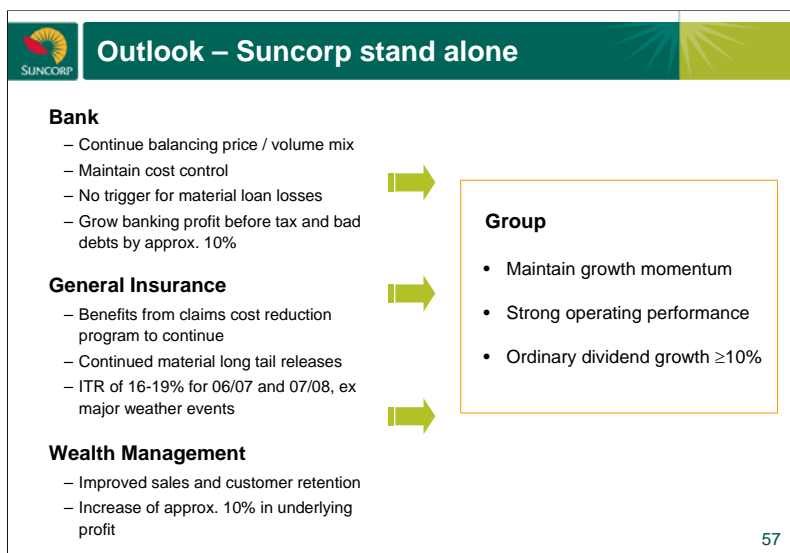 SUNCORP
Outlook – Suncorp stand alone
Bank
– Continue balancing price / volume mix
– Maintain cost control
– No trigger for material loan losses
– Grow banking profit before tax and bad
debts by approx. 10%
General Insurance
– Benefits from claims cost reduction
program to continue
– Continued material long tail releases
– ITR of 16-19% for 06/07 and 07/08, ex
major weather events
Wealth Management
– Improved sales and customer retention
– Increase of approx. 10% in underlying
profit
Group
• Maintain growth momentum
• Strong operating performance
• Ordinary dividend growth ≥10%
57